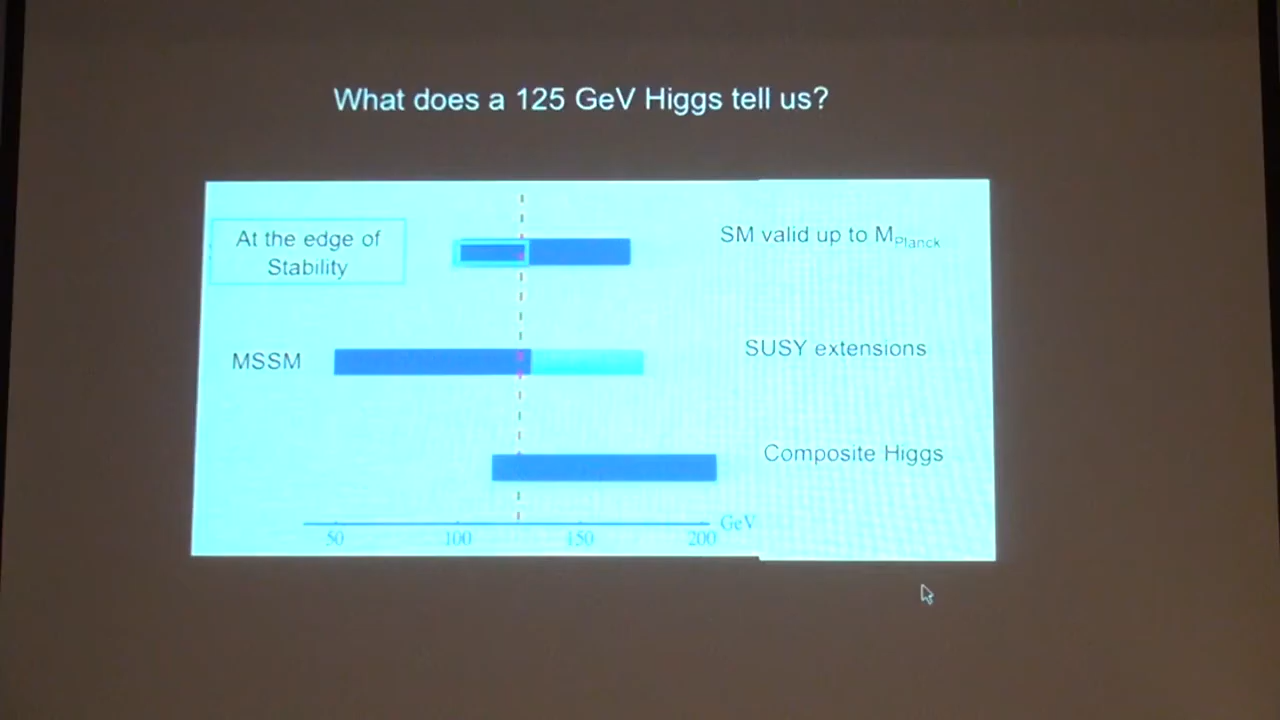 What does a 125 GeV Higgs tell us?
At the edge of
Stability
SM valid up to M_Planck
MSSM
SUSY extensions
Composite Higgs
GeV
50
100
150
200